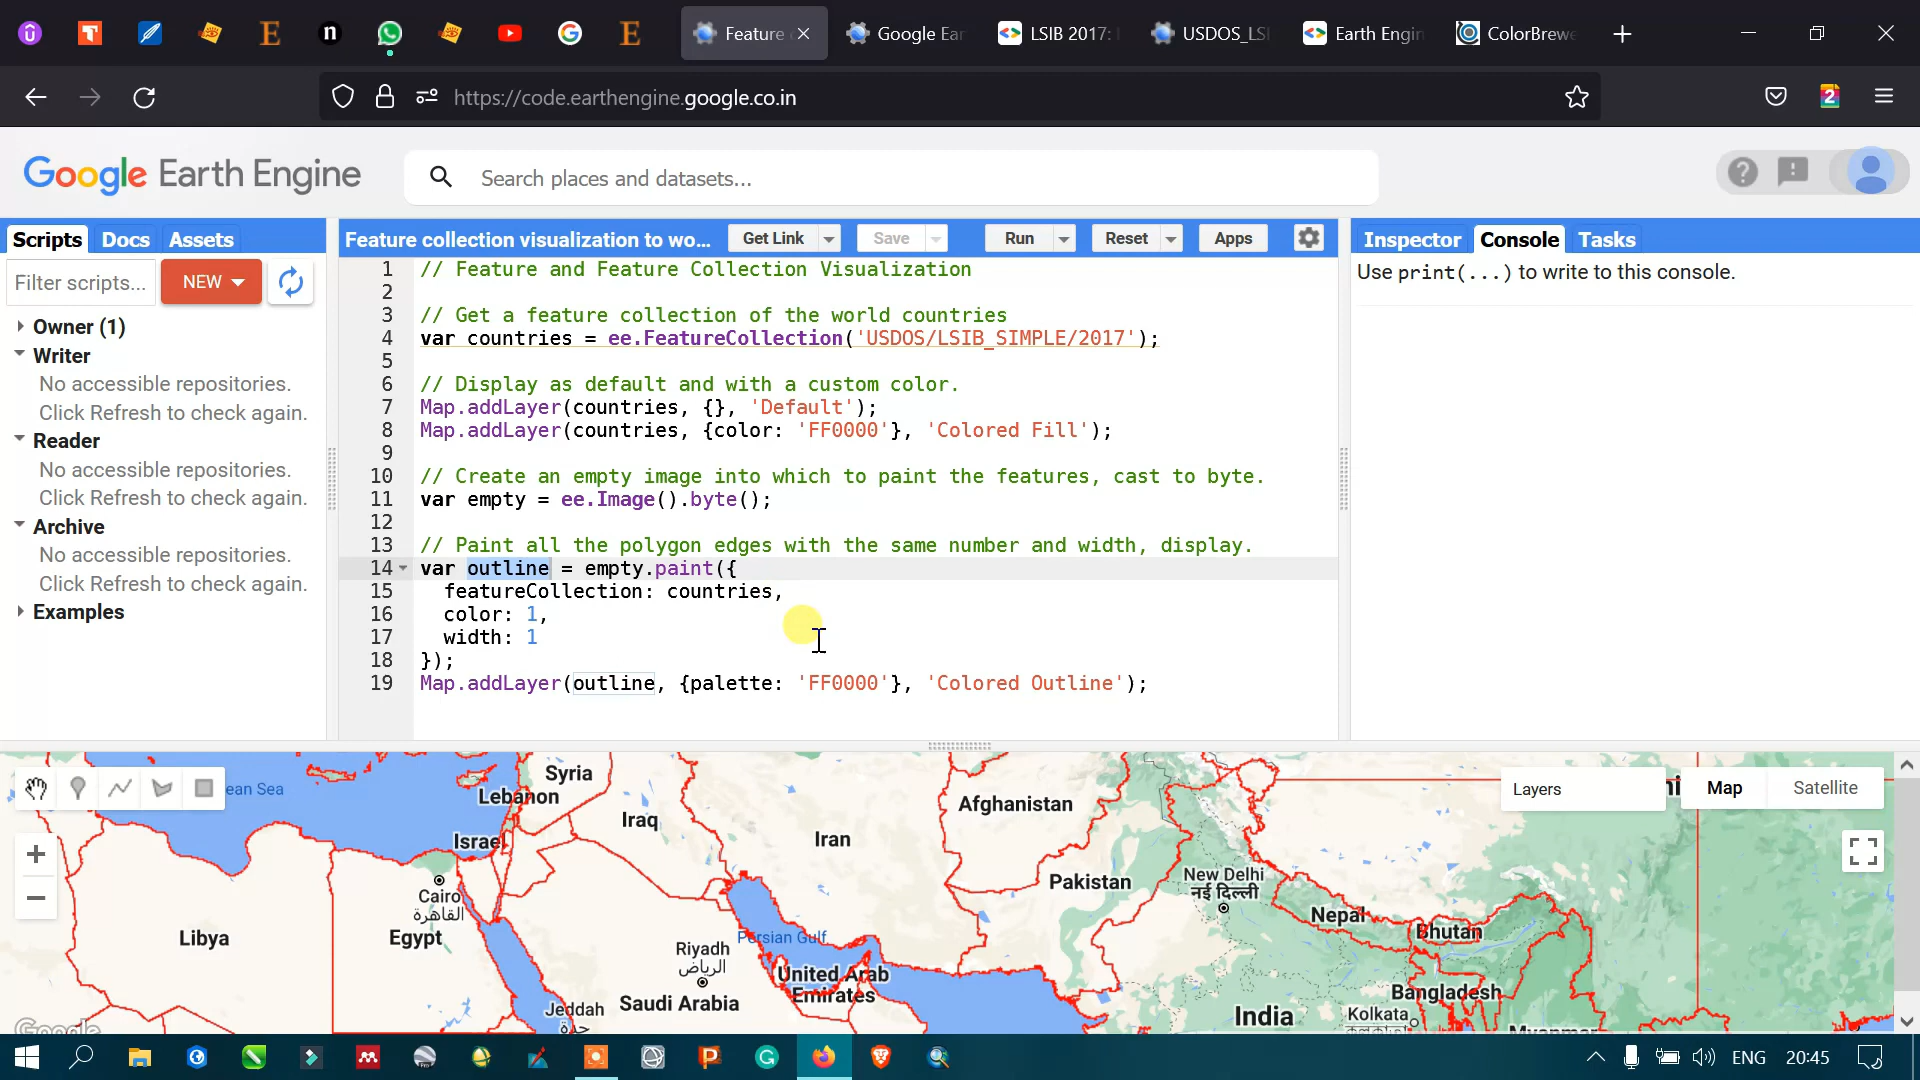 Feature
Google Ear
LSIB 2017:
USDOS_LSI
Earth Engin
ColorBrewe
https://code.earthengine.google.co.in
2
Google Earth Engine
Search places and datasets...
Scripts Docs Assets
Filter scripts...
NEW
Owner (1)
Writer
No accessible repositories.
Click Refresh to check again.
Reader
No accessible repositories.
Click Refresh to check again.
Archive
No accessible repositories.
Click Refresh to check again.
Examples
Feature collection visualization to wo...
Get Link
Save
Run
Reset
Apps
1 // Feature and Feature Collection Visualization
2
3 // Get a feature collection of the world countries
4 var countries = ee.FeatureCollection('USDOS/LSIB_SIMPLE/2017');
5
6 // Display as default and with a custom color.
7 Map.addLayer(countries, {}, 'Default');
8 Map.addLayer(countries, {color: 'FF0000'}, 'Colored Fill');
9
10 // Create an empty image into which to paint the features, cast to byte.
11 var empty = ee.Image().byte();
12
13 // Paint all the polygon edges with the same number and width, display.
14 var outline = empty.paint({
15 featureCollection: countries,
16 color: 1,
17 width: 1
18 });
19 Map.addLayer(outline, {palette: 'FF0000'}, 'Colored Outline');
Inspector Console Tasks
Use print(...) to write to this console.
ean Sea
Syria
Lebanon
Israel
Iraq
Iran
Afghanistan
Pakistan
New Delhi
नई दिल्ली
Nepal
Bhutan
Bangladesh
Kolkata
Myanmar
India
Cairo
القاهرة
Libya
Egypt
Riyadh
الرياض
Persian Gulf
United Arab
Emirates
Jeddah
جدة
Saudi Arabia
Google
Layers
Map
Satellite
ENG
20:45